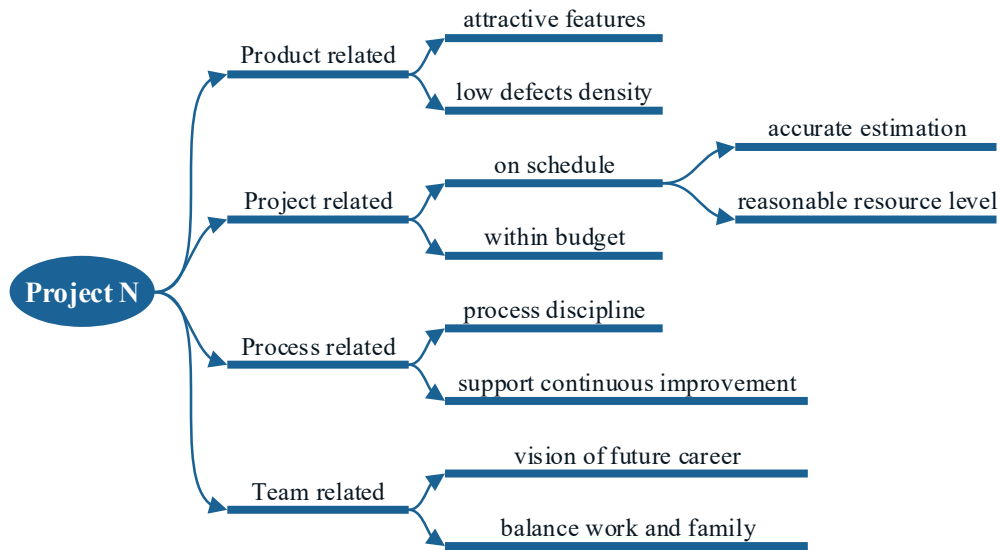 Project N
Product related
attractive features
low defects density
Project related
on schedule
accurate estimation
reasonable resource level
within budget
Process related
process discipline
support continuous improvement
Team related
vision of future career
balance work and family